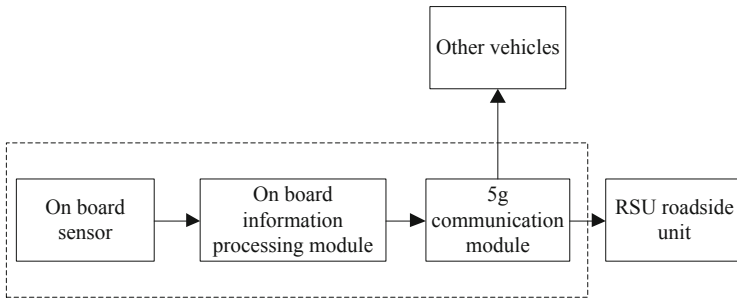 Other vehicles
On board
sensor
On board
information
processing module
5g
communication
module
RSU roadside
unit